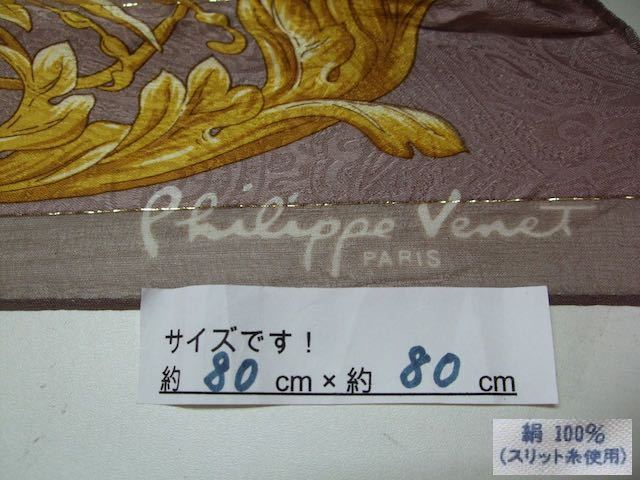 Philippe Venet
PARIS
サイズです!
約 80 cm × 約 80 cm
絹 100%
(スリット糸使用)